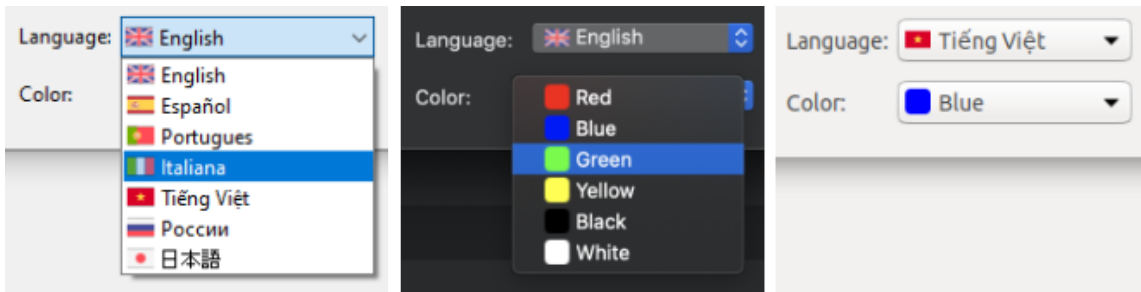 Language: English
English
Español
Color:
Portugues
Italiana
Tiếng Việt
России
日本語
Language: English
Color:
Red
Blue
Green
Yellow
Black
White
Language: Tiếng Việt
Color: Blue